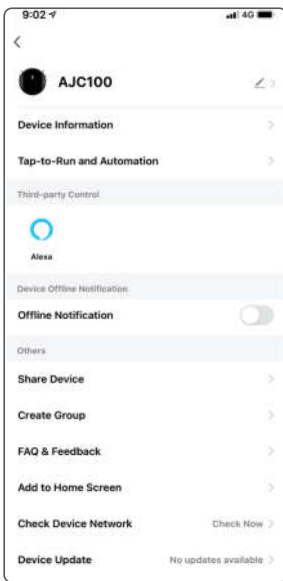 9:02
4G
AJC100
Device Information
Tap-to-Run and Automation
Third-party Control
Alexa
Device Offline Notification
Offline Notification
Others
Share Device
Create Group
FAQ & Feedback
Add to Home Screen
Check Device Network Check Now
Device Update No updates available